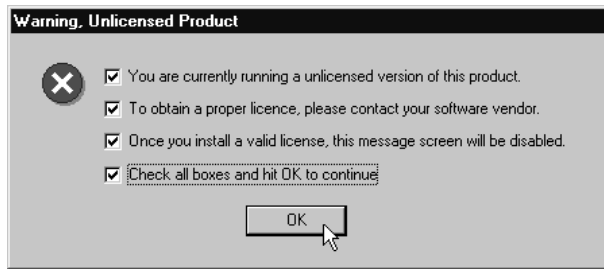 Warning, Unlicensed Product
You are currently running a unlicensed version of this product.
To obtain a proper licence, please contact your software vendor.
Once you install a valid license, this message screen will be disabled.
Check all boxes and hit OK to continue
OK